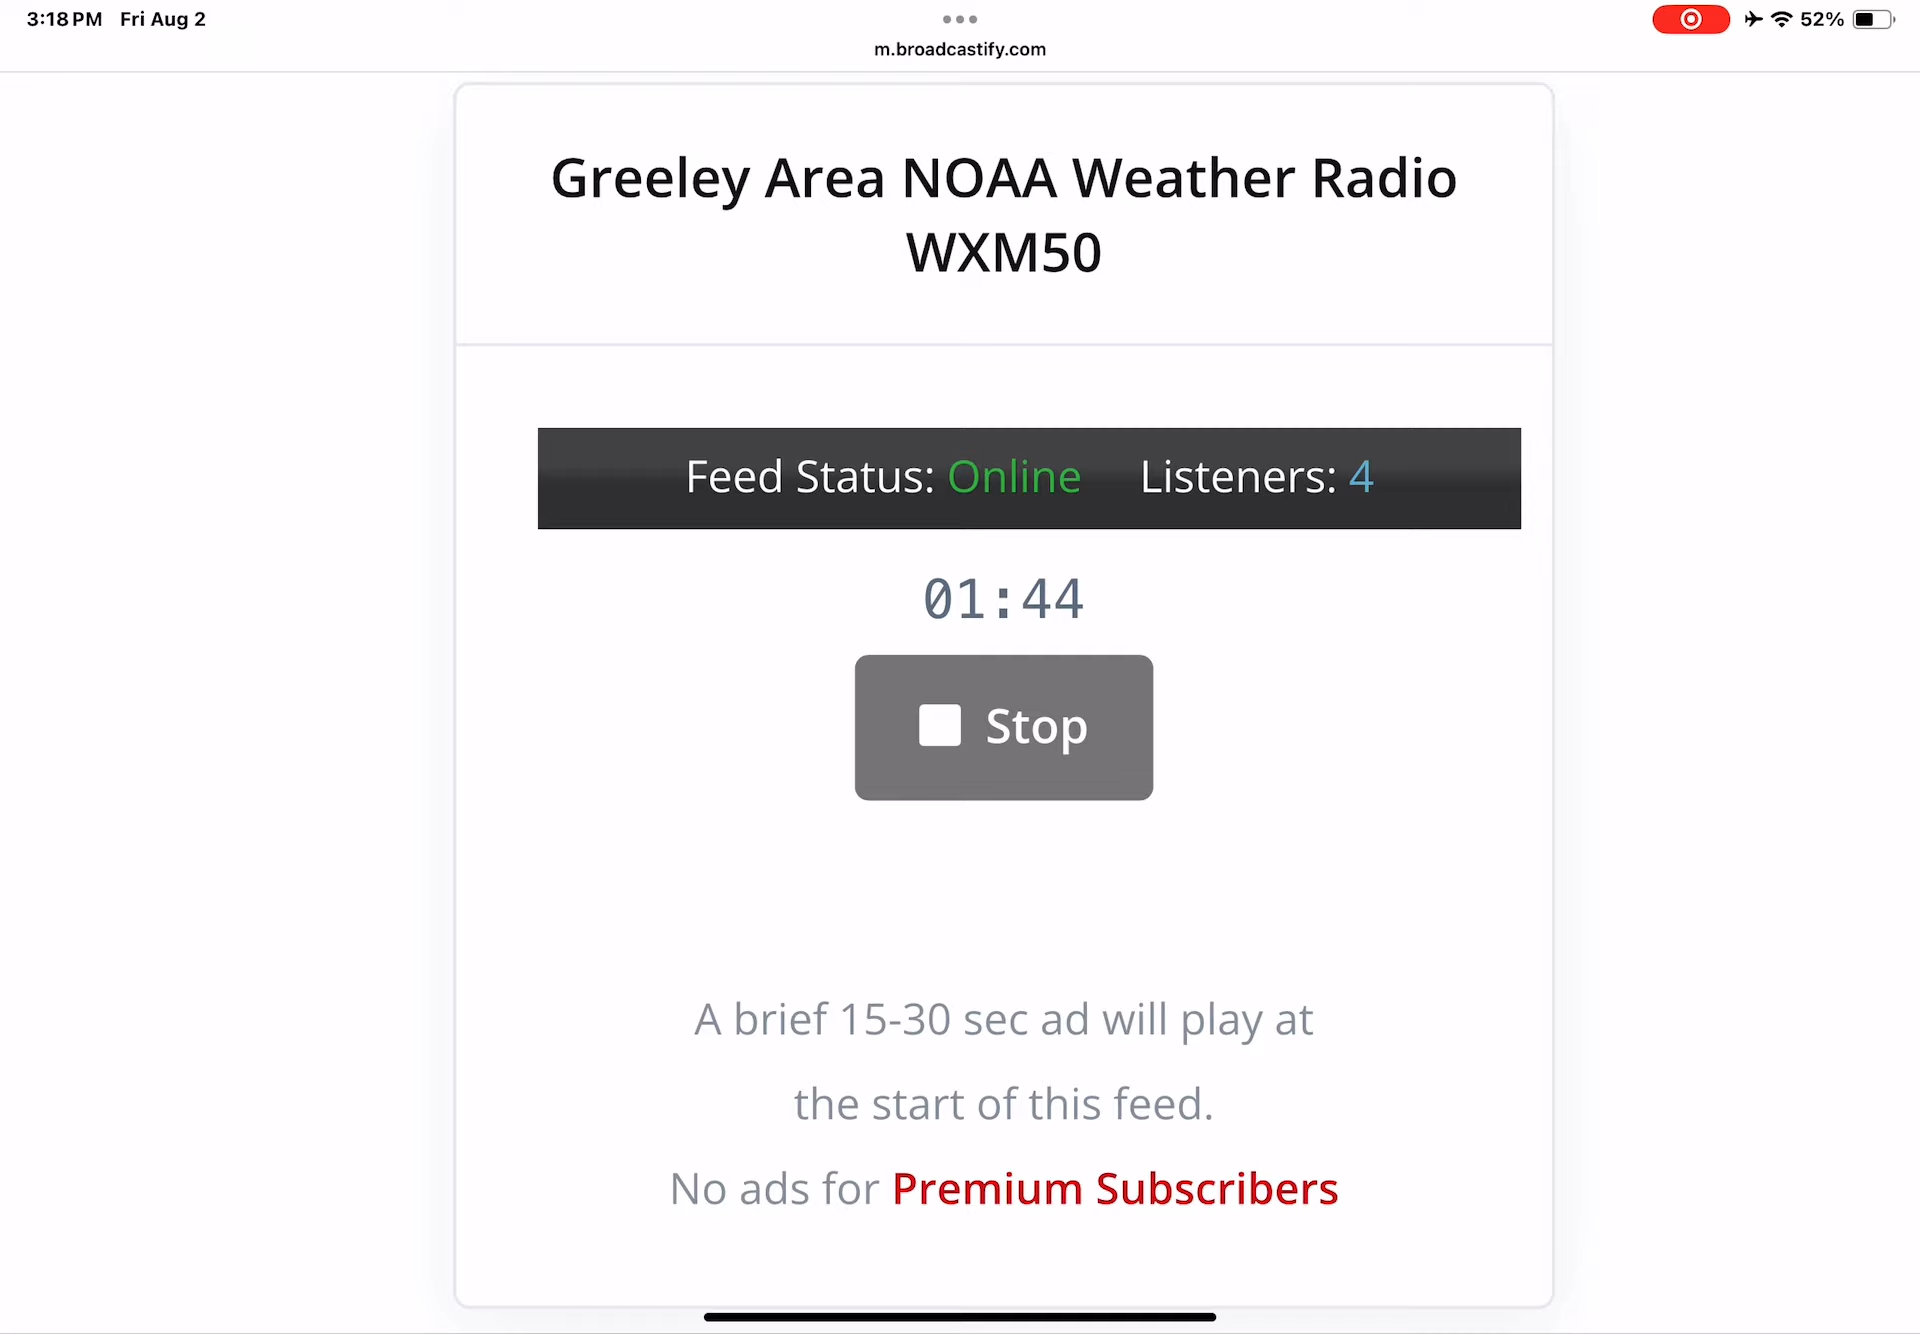 3:18 PM Fri Aug 2
52%
m.broadcastify.com
Greeley Area NOAA Weather Radio
WXM50
Feed Status: Online Listeners: 4
01:44
Stop
A brief 15-30 sec ad will play at
the start of this feed.
No ads for Premium Subscribers